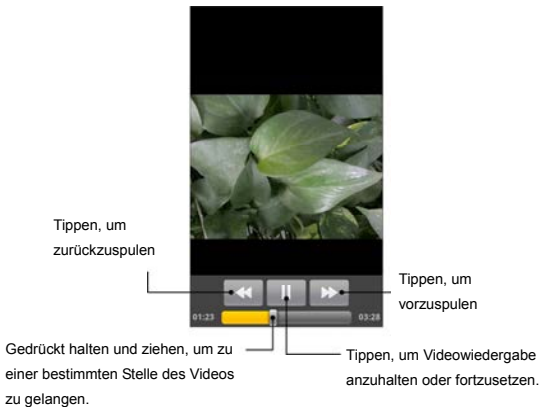 Tippen, um
zurückzuspulen
Tippen, um
vorzuspulen
01:23
03:28
Gedrückt halten und ziehen, um zu
einer bestimmten Stelle des Videos
zu gelangen.
Tippen, um Videowiedergabe
anzuhalten oder fortzusetzen.